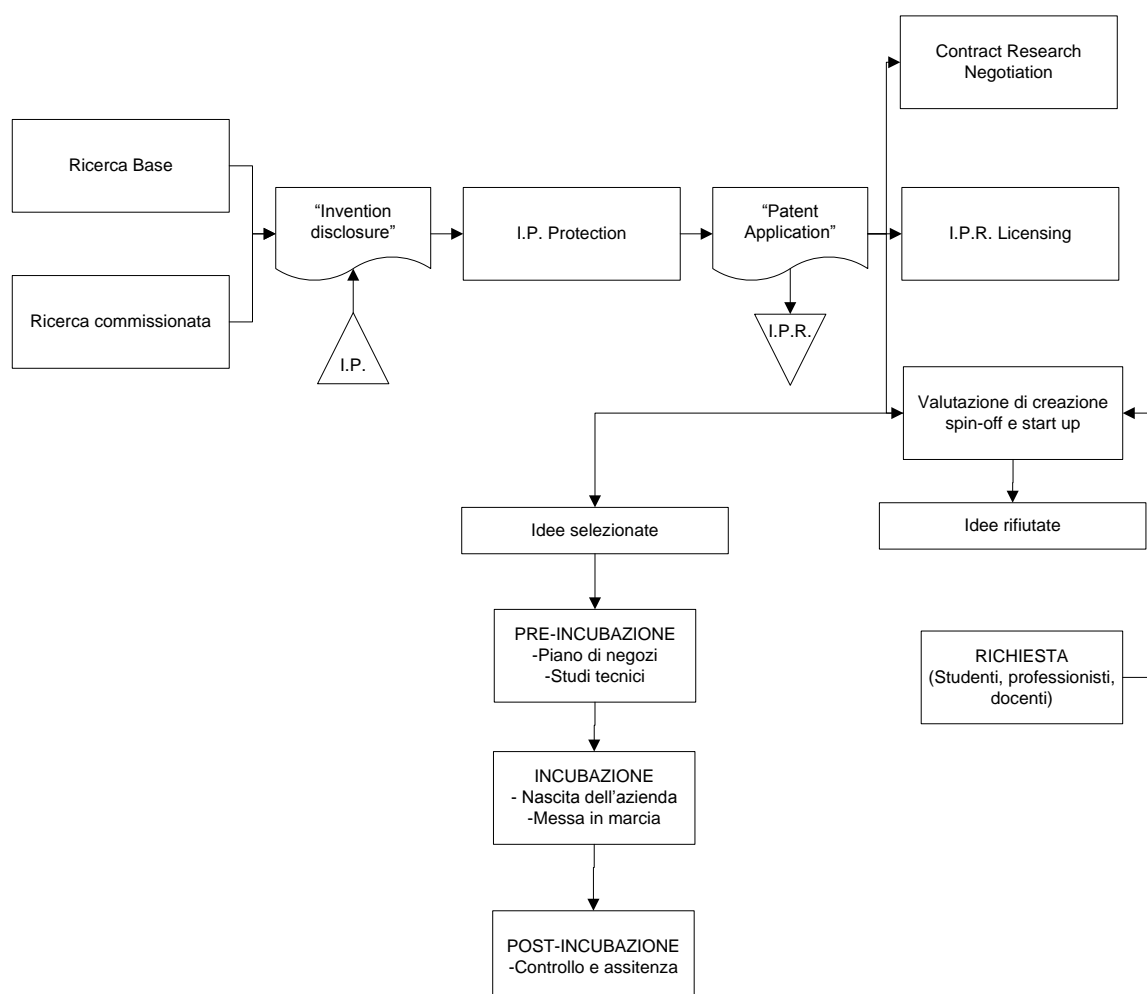 Contract Research
Negotiation
Ricerca Base
“Invention
disclosure”
I.P. Protection
“Patent
Application”
I.P.R. Licensing
Ricerca commissionata
I.P.
I.P.R.
Valutazione di creazione
spin-off e start up
Idee selezionate
Idee rifiutate
PRE-INCUBAZIONE
-Piano di negozi
-Studi tecnici
RICHIESTA
(Studenti, professionisti,
docenti)
INCUBAZIONE
- Nascita dell’azienda
-Messa in marcia
POST-INCUBAZIONE
-Controllo e assitenza